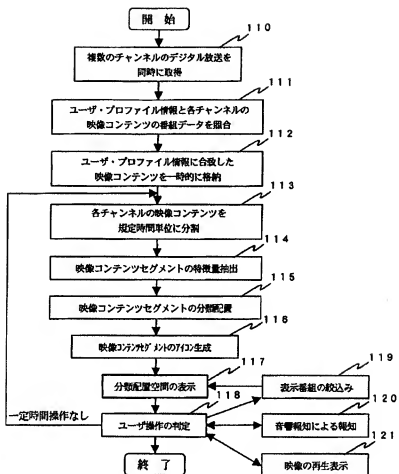 開 始
110
複数のチャンネルのデジタル放送を
同時に取得
111
ユーザ・プロファイル情報と各チャンネルの
映像コンテンツの番組データを照合
112
ユーザ・プロファイル情報に合致した
映像コンテンツを一時的に格納
113
各チャンネルの映像コンテンツを
規定時間単位に分割
114
映像コンテンツセグメントの特徴量抽出
115
映像コンテンツセグメントの分類配置
116
映像コンテンツセグメントのアイコン生成
117
分類配置空間の表示
118
ユーザ操作の判定
一定時間操作なし
119
表示番組の絞込み
120
音響報知による報知
121
映像の再生表示
終 了